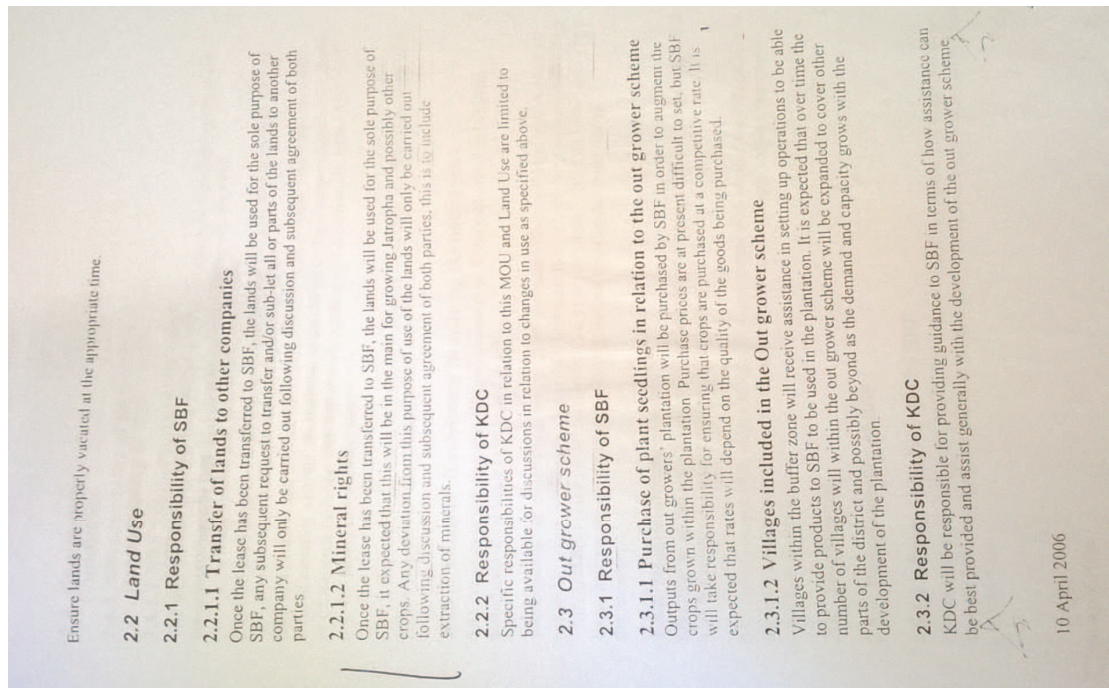 Ensure lands are properly vacated at the appropriate time.
2.2 Land Use
2.2.1 Responsibility of SBF
2.2.1.1 Transfer of lands to other companies
Once the lease has been transferred to SBF, the lands will be used for the sole purpose of
SBF, any subsequent request to transfer and/or sub-let all or parts of the lands to another
company will only be carried out following discussion and subsequent agreement of both
parties
2.2.1.2 Mineral rights
Once the lease has been transferred to SBF, the lands will be used for the sole purpose of
SBF, it expected that this will be in the main for growing Jatropha and possibly other
crops. Any deviation from this purpose of use of the lands will only be carried out
following discussion and subsequent agreement of both parties, this is to include
extraction of minerals.
2.2.2 Responsibility of KDC
Specific responsibilities of KDC in relation to this MOU and Land Use are limited to
being available for discussions in relation to changes in use as specified above.
2.3 Out grower scheme
2.3.1 Responsibility of SBF
2.3.1.1 Purchase of plant seedlings in relation to the out grower scheme
Outputs from out growers' plantation will be purchased by SBF in order to augment the
crops grown within the plantation. Purchase prices are at present difficult to set, but SBF
will take responsibility for ensuring that crops are purchased at a competitive rate. It is
expected that rates will depend on the quality of the goods being purchased.
2.3.1.2 Villages included in the Out grower scheme
Villages within the buffer zone will receive assistance in setting up operations to be able
to provide products to SBF to be used in the plantation. It is expected that over time the
number of villages will within the out grower scheme will be expanded to cover other
parts of the district and possibly beyond as the demand and capacity grows with the
development of the plantation.
2.3.2 Responsibility of KDC
KDC will be responsible for providing guidance to SBF in terms of how assistance can
be best provided and assist generally with the development of the out grower scheme.
10 April 2006